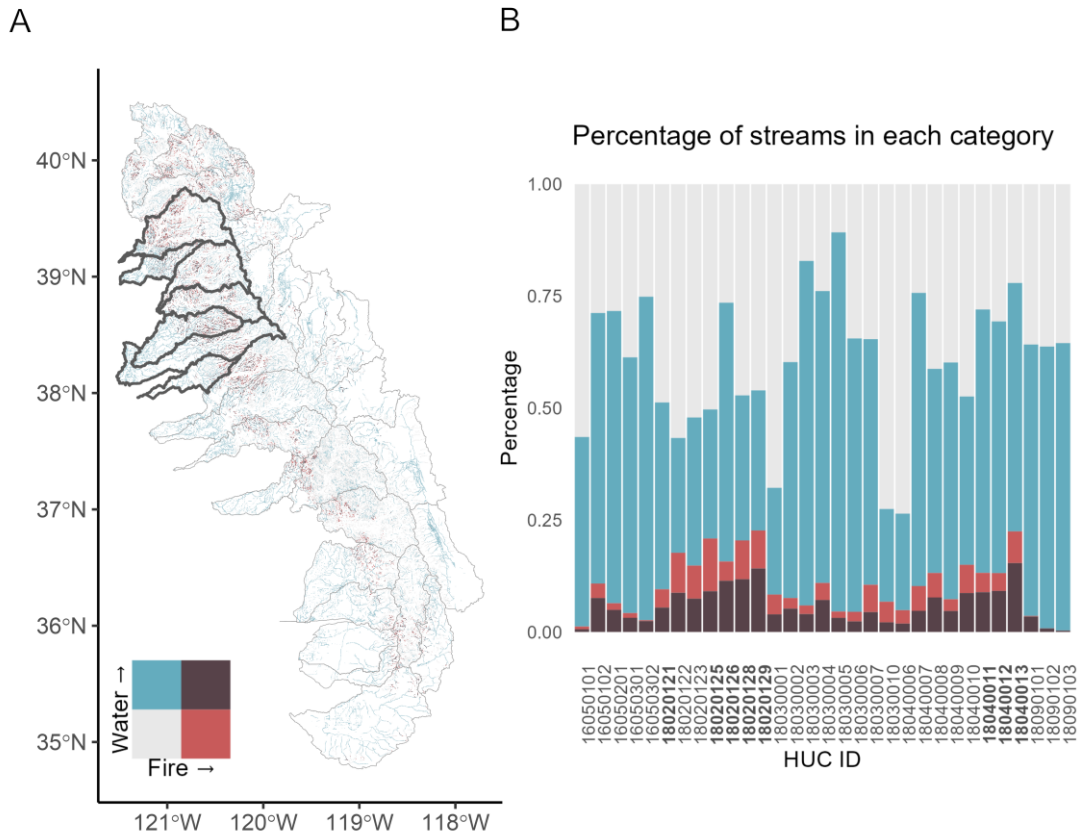 A
B
40°N
39°N
38°N
37°N
36°N
35°N
121°W
120°W
119°W
118°W
Water →
Fire →
Percentage of streams in each category
Percentage
1.00
0.75
0.50
0.25
0.00
16050101
16050102
16050201
16050301
16050302
18020121
18020122
18020123
18020125
18020126
18020128
18020129
18030001
18030002
18030003
18030004
18030005
18030006
18030007
18030010
18040006
18040007
18040008
18040009
18040010
18040011
18040012
18040013
18090101
18090102
18090103
HUC ID